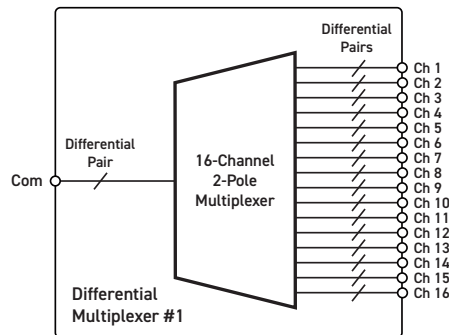 Differential
Pairs
Ch 1
Ch 2
Ch 3
Ch 4
Ch 5
Ch 6
Ch 7
Ch 8
Ch 9
Ch 10
Ch 11
Ch 12
Ch 13
Ch 14
Ch 15
Ch 16
Differential
Pair
Com
16-Channel
2-Pole
Multiplexer
Differential
Multiplexer #1